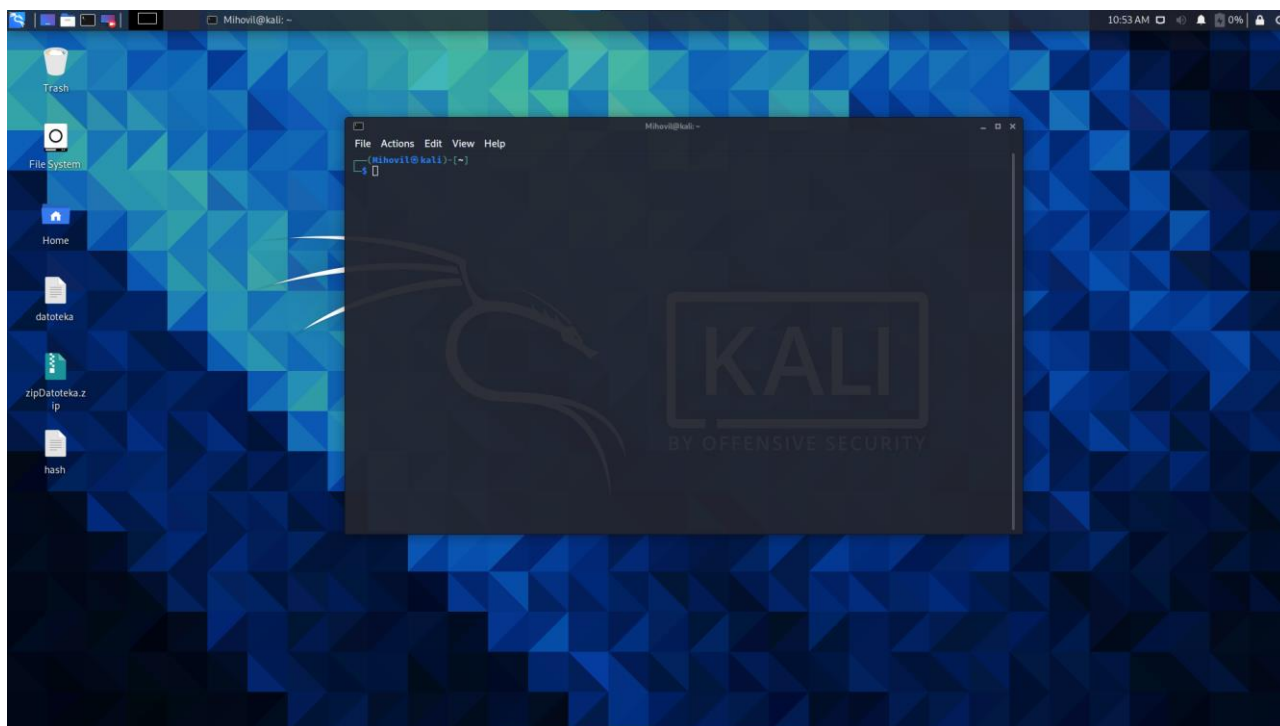 Mihovil@kali: ~
10:53 AM
0%
Trash
File System
Home
datoteka
zipDatoteka.z
ip
hash
Mihovil@kali: ~
File Actions Edit View Help
(Mihovil㉿kali)-[~]
$
KALI
BY OFFENSIVE SECURITY